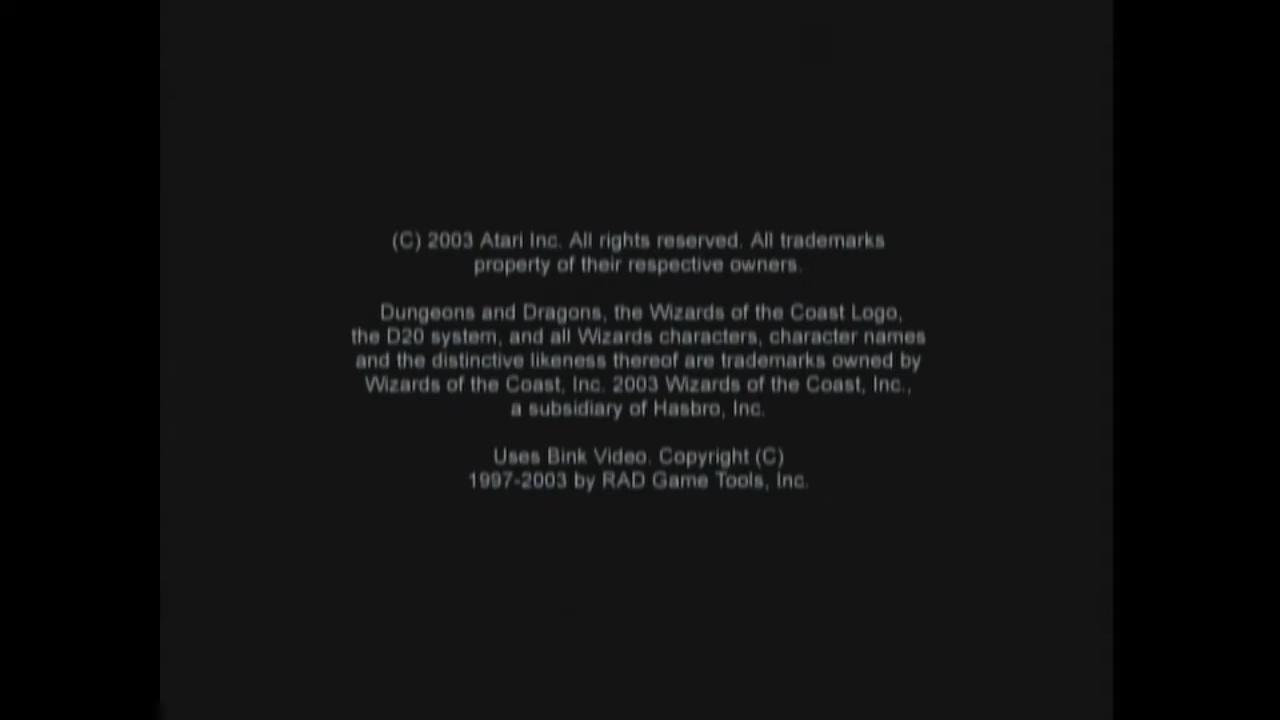 (C) 2003 Atari Inc. All rights reserved. All trademarks
property of their respective owners.
Dungeons and Dragons, the Wizards of the Coast Logo,
the D20 system, and all Wizards characters, character names
and the distinctive likeness thereof are trademarks owned by
Wizards of the Coast, Inc. 2003 Wizards of the Coast, Inc.,
a subsidiary of Hasbro, Inc.
Uses Bink Video. Copyright (C)
1997-2003 by RAD Game Tools, Inc.